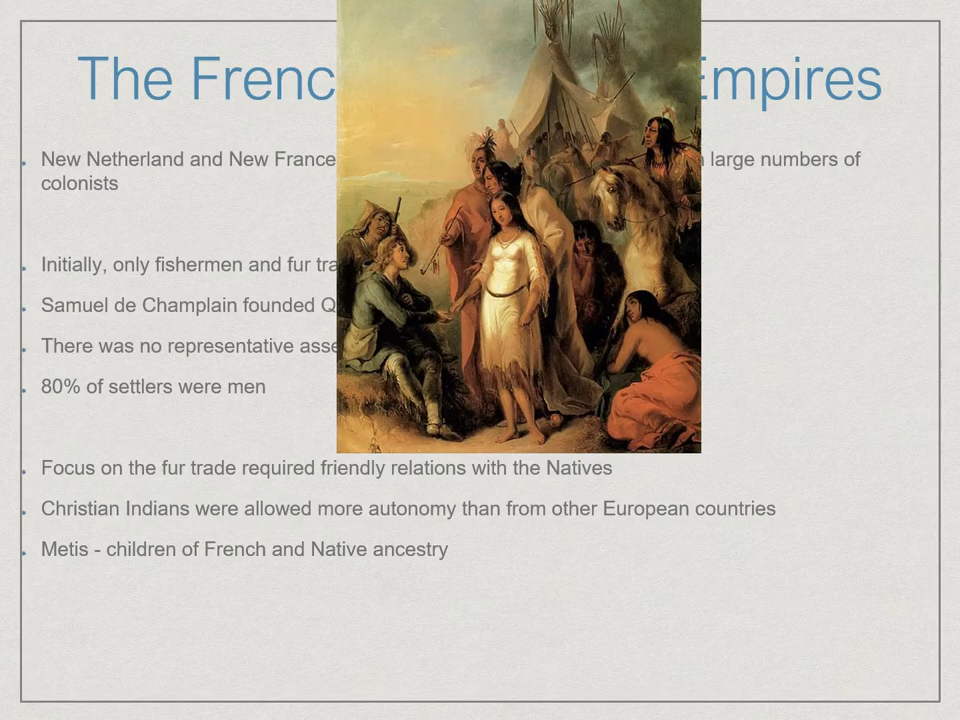 The Frenc Empires
New Netherland and New France large numbers of
colonists
Initially, only fishermen and fur tra
Samuel de Champlain founded Q
There was no representative asse
80% of settlers were men
Focus on the fur trade required friendly relations with the Natives
Christian Indians were allowed more autonomy than from other European countries
Metis - children of French and Native ancestry